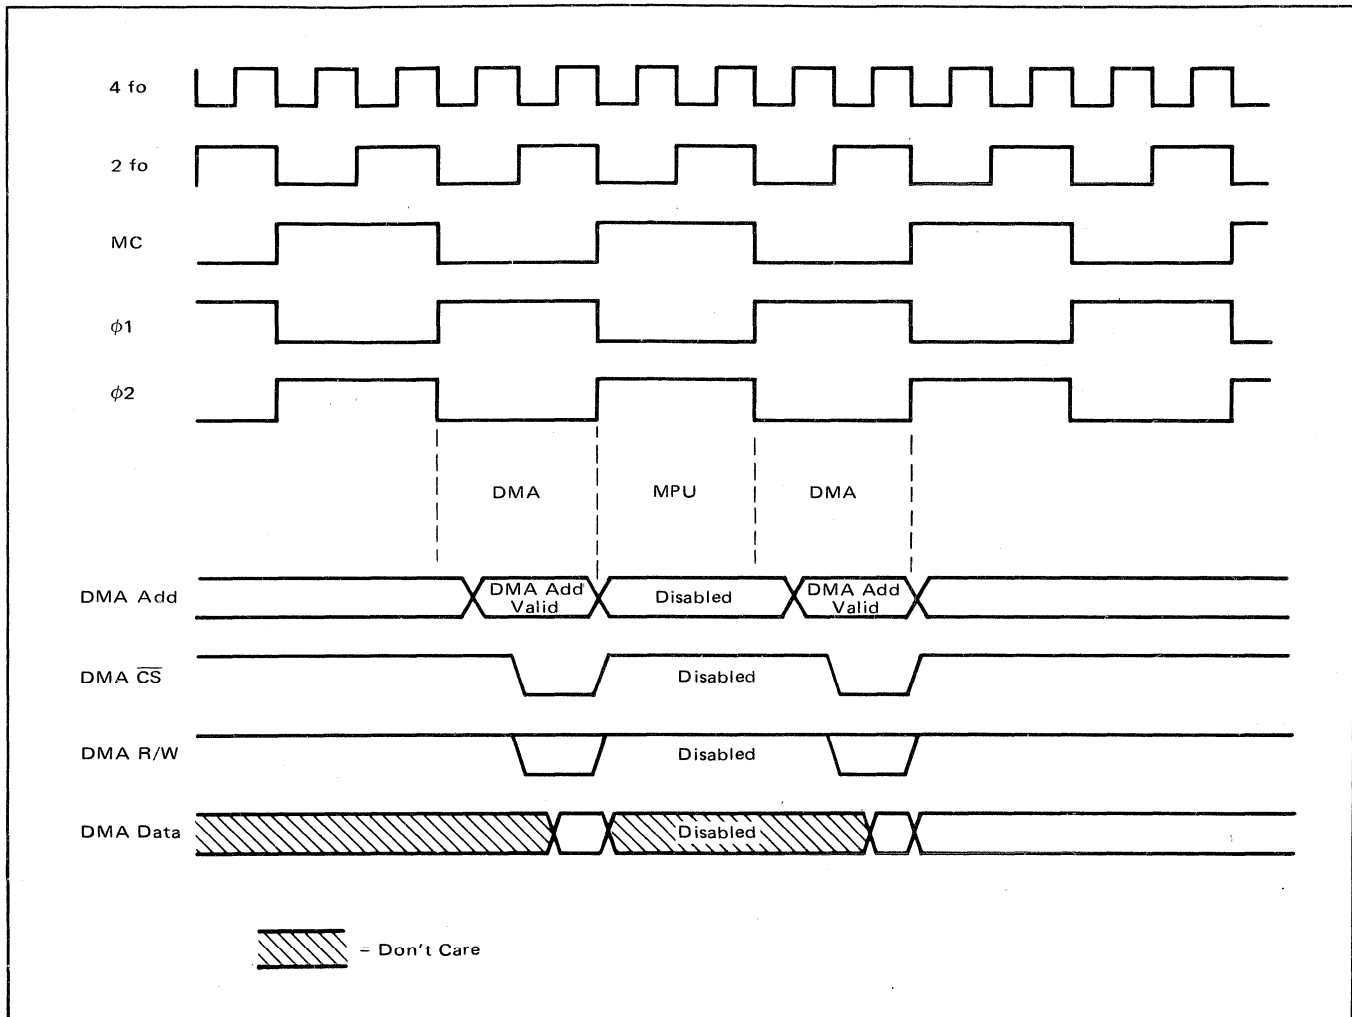 4 fo
2 fo
MC
ϕ1
ϕ2
DMA MPU DMA
DMA Add DMA Add Valid Disabled DMA Add Valid
DMA C̅S̅ Disabled
DMA R/W Disabled
DMA Data Disabled
= Don't Care